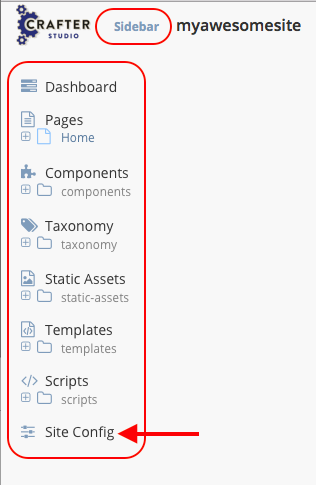 CRAFTER
STUDIO
Sidebar
myawesomesite
Dashboard
Pages
Home
Components
components
Taxonomy
taxonomy
Static Assets
static-assets
Templates
templates
Scripts
scripts
Site Config